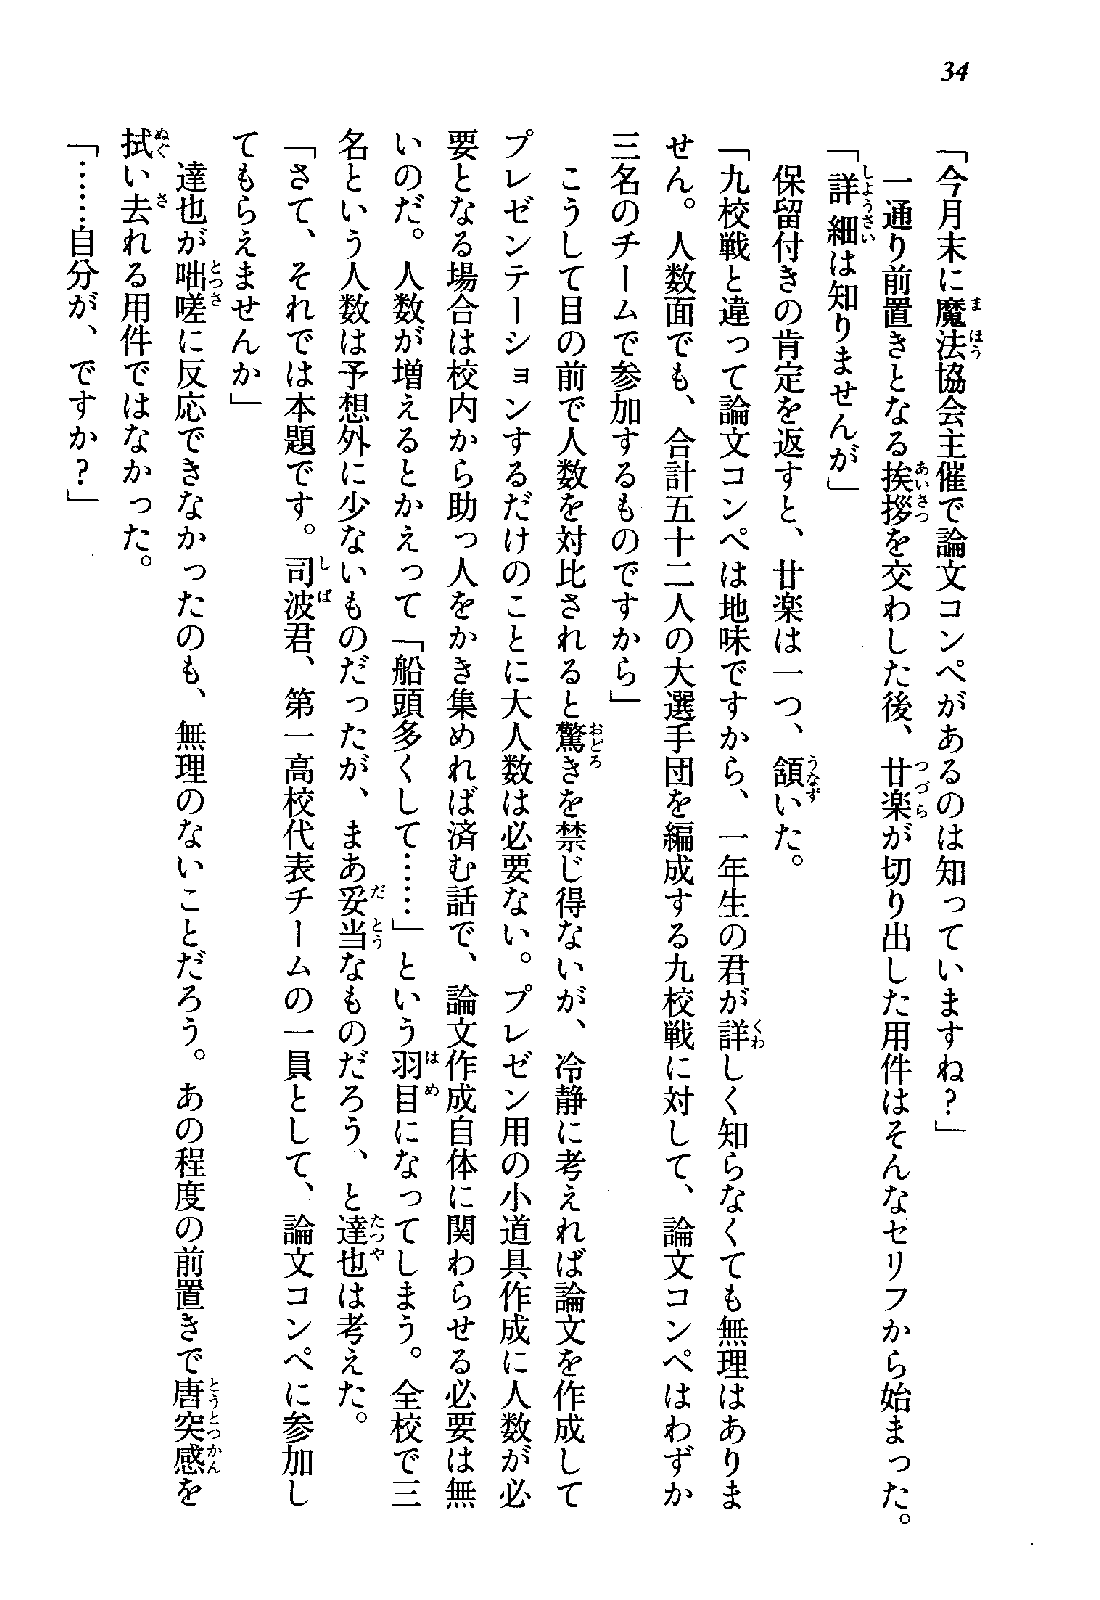 34
「今月末に魔法協会主催で論文コンペがあるのは知っていますね？」
一通り前置きとなる挨拶を交わした後、廿楽が切り出した用件はそんなセリフから始まった。
「詳細は知りませんが」
保留付きの肯定を返すと、廿楽は一つ、頷いた。
「九校戦と違って論文コンペは地味ですから、一年生の君が詳しく知らなくても無理はありま
せん。人数面でも、合計五十二人の大選手団を編成する九校戦に対して、論文コンペはわずか
三名のチームで参加するものですから」
こうして目の前で人数を対比されると驚きを禁じ得ないが、冷静に考えれば論文を作成して
プレゼンテーションするだけのことに大人数は必要ない。プレゼン用の小道具作成に人数が必
要となる場合は校内から助っ人をかき集めれば済む話で、論文作成自体に関わらせる必要は無
いのだ。人数が増えるとかえって「船頭多くして……」という羽目になってしまう。全校で三
名という人数は予想外に少ないものだったが、まあ妥当なものだろう、と達也は考えた。
「さて、それでは本題です。司波君、第一高校代表チームの一員として、論文コンペに参加し
てもらえませんか」
達也が咄嗟に反応できなかったのも、無理のないことだろう。あの程度の前置きで唐突感を
拭い去れる用件ではなかった。
「……自分が、ですか？」